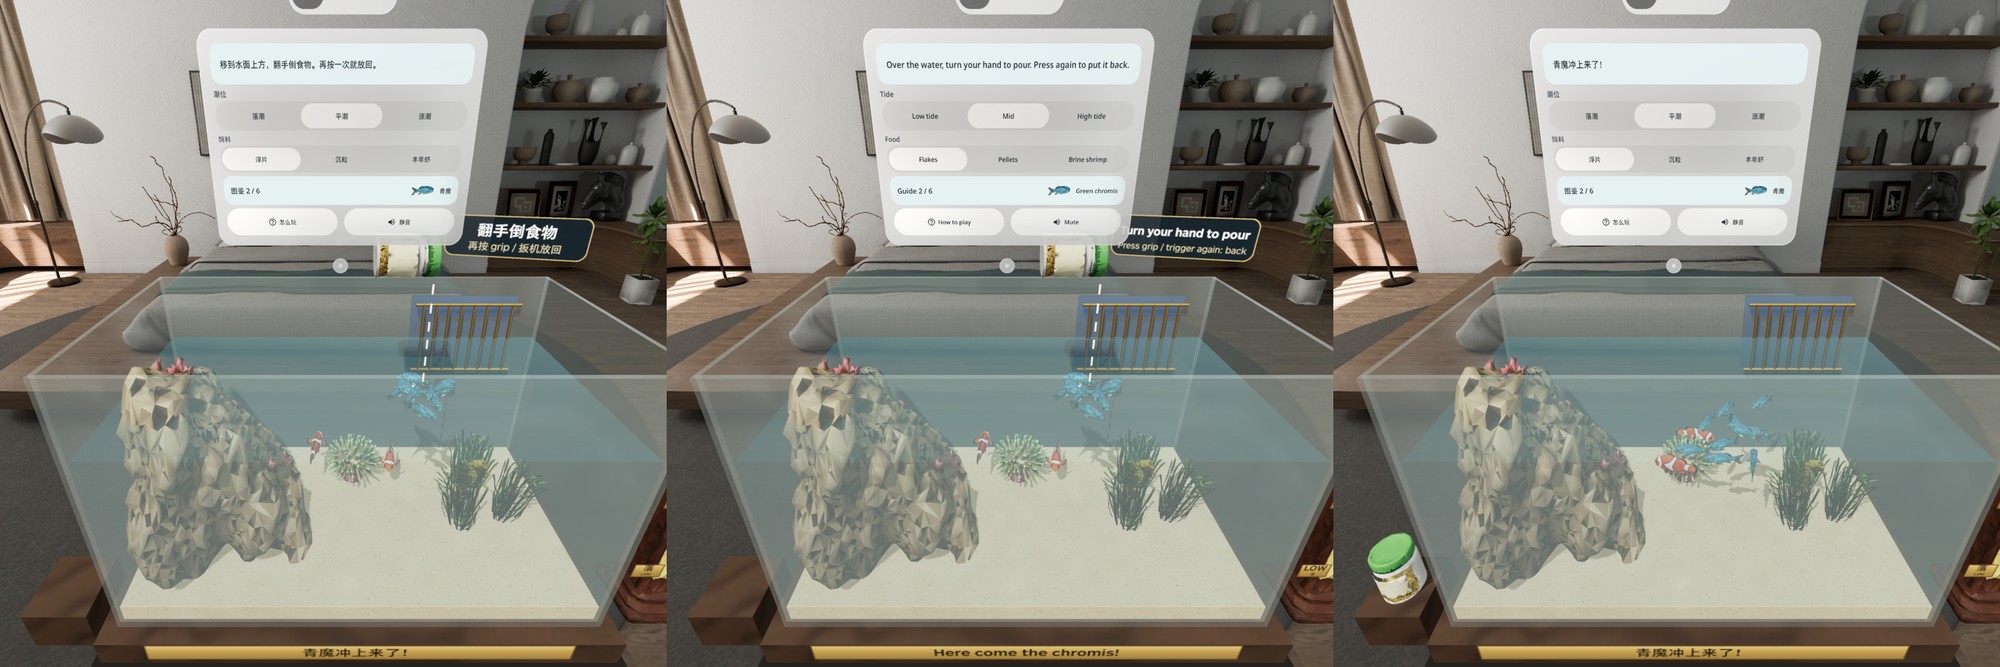 移到水面上方，翻手倒食物。再按一次就放回。
潮位
落潮
平潮
涨潮
饲料
浮片
沉粒
丰年虾
图鉴 2 / 6
青魔
怎么玩
静音
翻手倒食物
再按 grip / 扳机放回
青魔冲上来了！
Over the water, turn your hand to pour. Press again to put it back.
Tide
Low tide
Mid
High tide
Food
Flakes
Pellets
Brine shrimp
Guide 2 / 6
Green chromis
How to play
Mute
Turn your hand to pour
Press grip / trigger again: back
LOW
Here come the chromis!
青魔冲上来了！
潮位
落潮
平潮
涨潮
饲料
浮片
沉粒
丰年虾
图鉴 2 / 6
青魔
怎么玩
静音
青魔冲上来了！